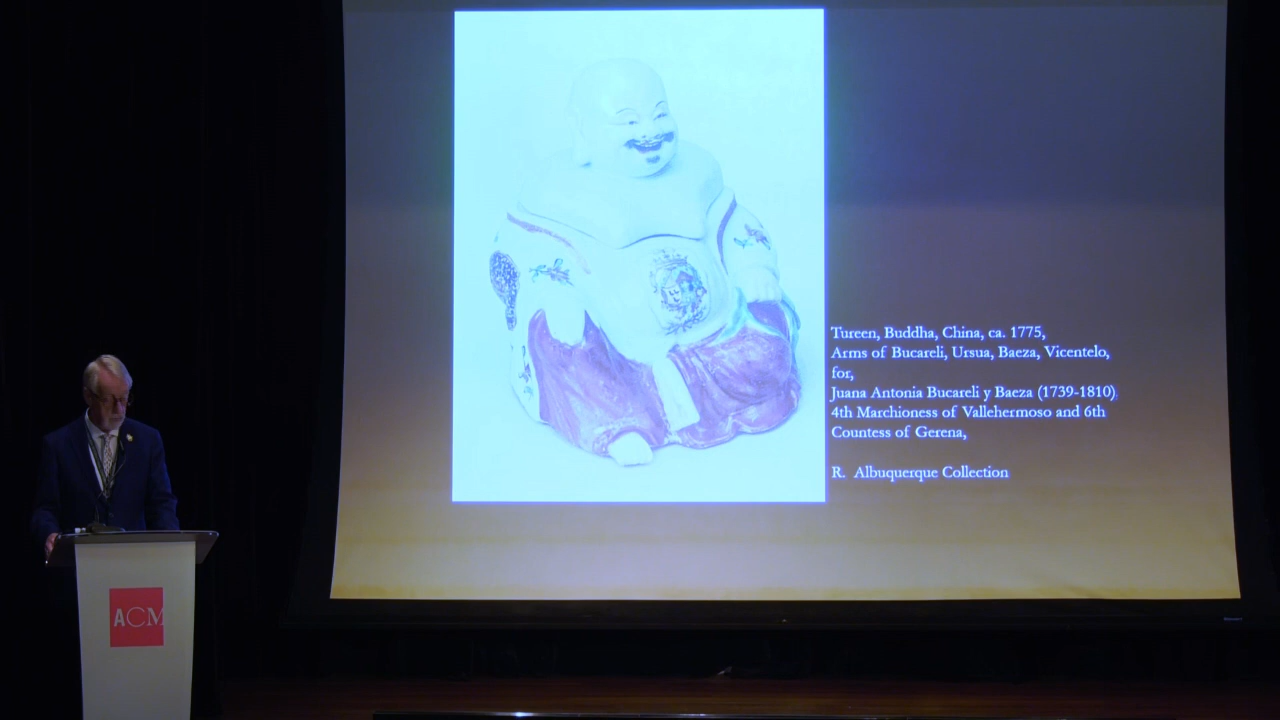 Tureen, Buddha, China, ca. 1775,
Arms of Bucareli, Ursua, Baeza, Vicentelo,
for,
Juana Antonia Bucareli y Baeza (1739-1810)
4th Marchioness of Vallehermoso and 6th
Countess of Gerena,
R. Albuquerque Collection
ACM